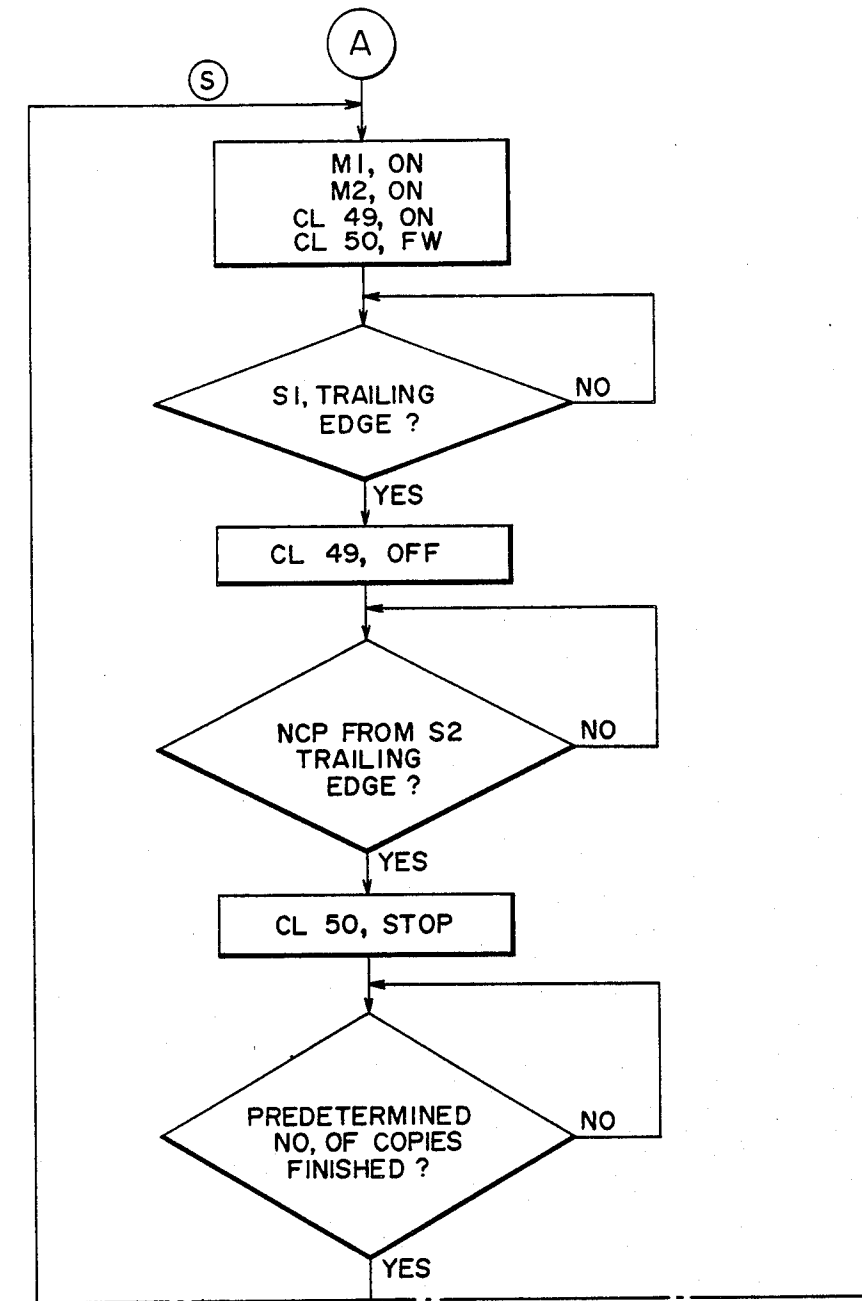 A
S
M1, ON
M2, ON
CL 49, ON
CL 50, FW
S1, TRAILING
EDGE ?
NO
YES
CL 49, OFF
NCP FROM S2
TRAILING
EDGE ?
NO
YES
CL 50, STOP
PREDETERMINED
NO, OF COPIES
FINISHED ?
NO
YES